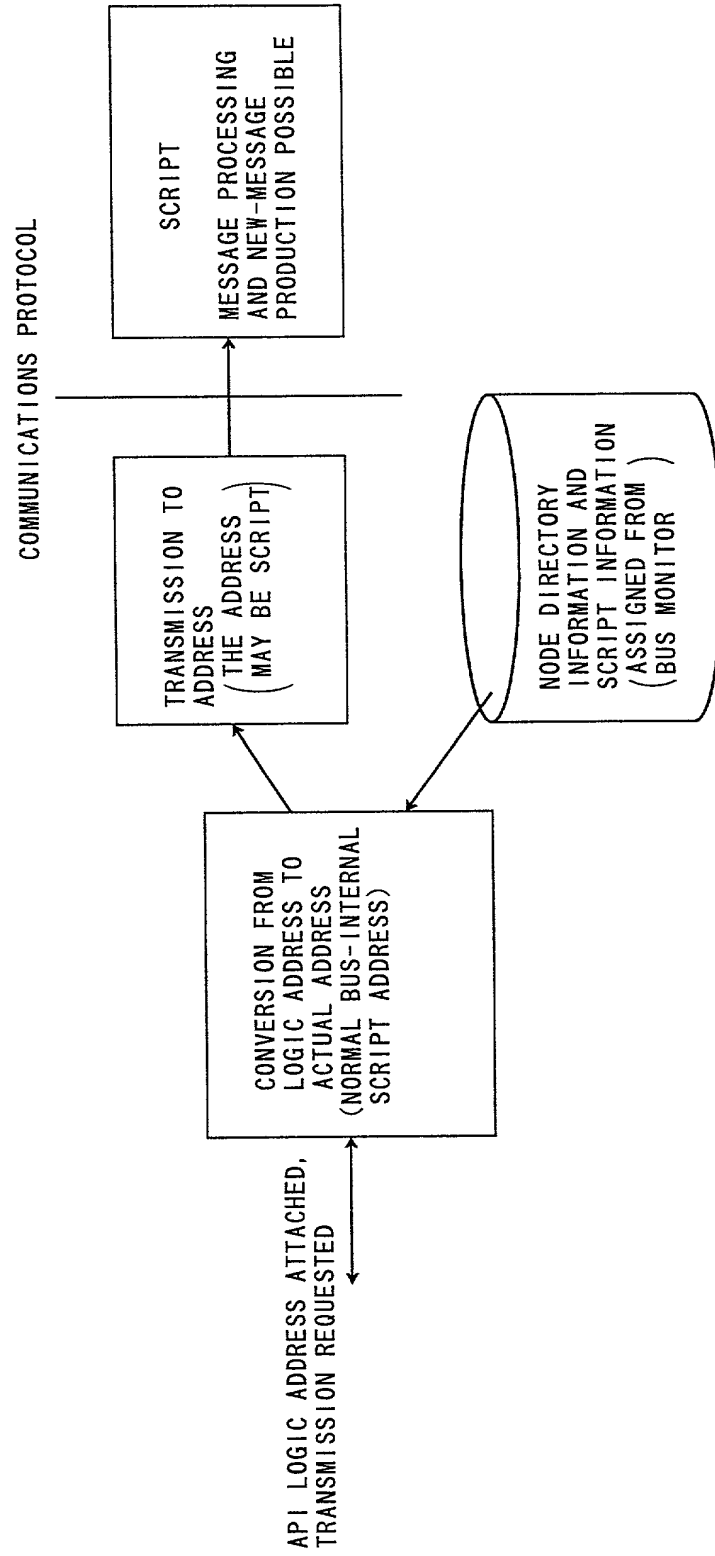 COMMUNICATIONS PROTOCOL
API LOGIC ADDRESS ATTACHED,
TRANSMISSION REQUESTED
CONVERSION FROM
LOGIC ADDRESS TO
ACTUAL ADDRESS
(NORMAL BUS-INTERNAL
SCRIPT ADDRESS)
TRANSMISSION TO
ADDRESS
(THE ADDRESS
MAY BE SCRIPT)
SCRIPT
MESSAGE PROCESSING
AND NEW-MESSAGE
PRODUCTION POSSIBLE
NODE DIRECTORY
INFORMATION AND
SCRIPT INFORMATION
(ASSIGNED FROM
BUS MONITOR)